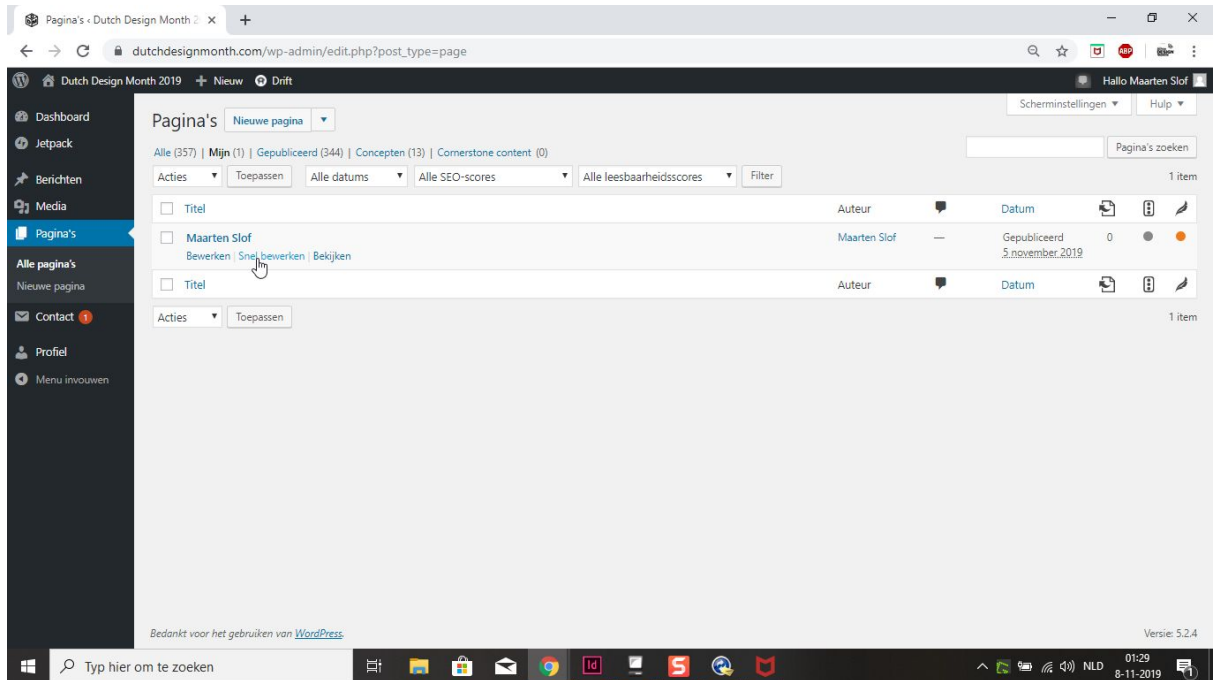 Pagina's ‹ Dutch Design Month 2
dutchdesignmonth.com/wp-admin/edit.php?post_type=page
ABP
Dutch Design Month 2019 + Nieuw Drift
Hallo Maarten Slof
Dashboard
Jetpack
Berichten
Media
Pagina's
Alle pagina's
Nieuwe pagina
Contact 1
Profiel
Menu invouwen
Scherminstellingen ▼ Hulp ▼
Pagina's Nieuwe pagina ▼
Alle (357) | Mijn (1) | Gepubliceerd (344) | Concepten (13) | Cornerstone content (0)
Pagina's zoeken
Acties ▼ Toepassen Alle datums ▼ Alle SEO-scores ▼ Alle leesbaarheidsscores ▼ Filter 1 item
Titel Auteur Datum
Maarten Slof Maarten Slof — Gepubliceerd 0
Bewerken | Snel bewerken | Bekijken 5 november 2019
Titel Auteur Datum
Acties ▼ Toepassen 1 item
Bedankt voor het gebruiken van WordPress.
Versie: 5.2.4
Typ hier om te zoeken
Id
S
NLD
01:29
8-11-2019
1